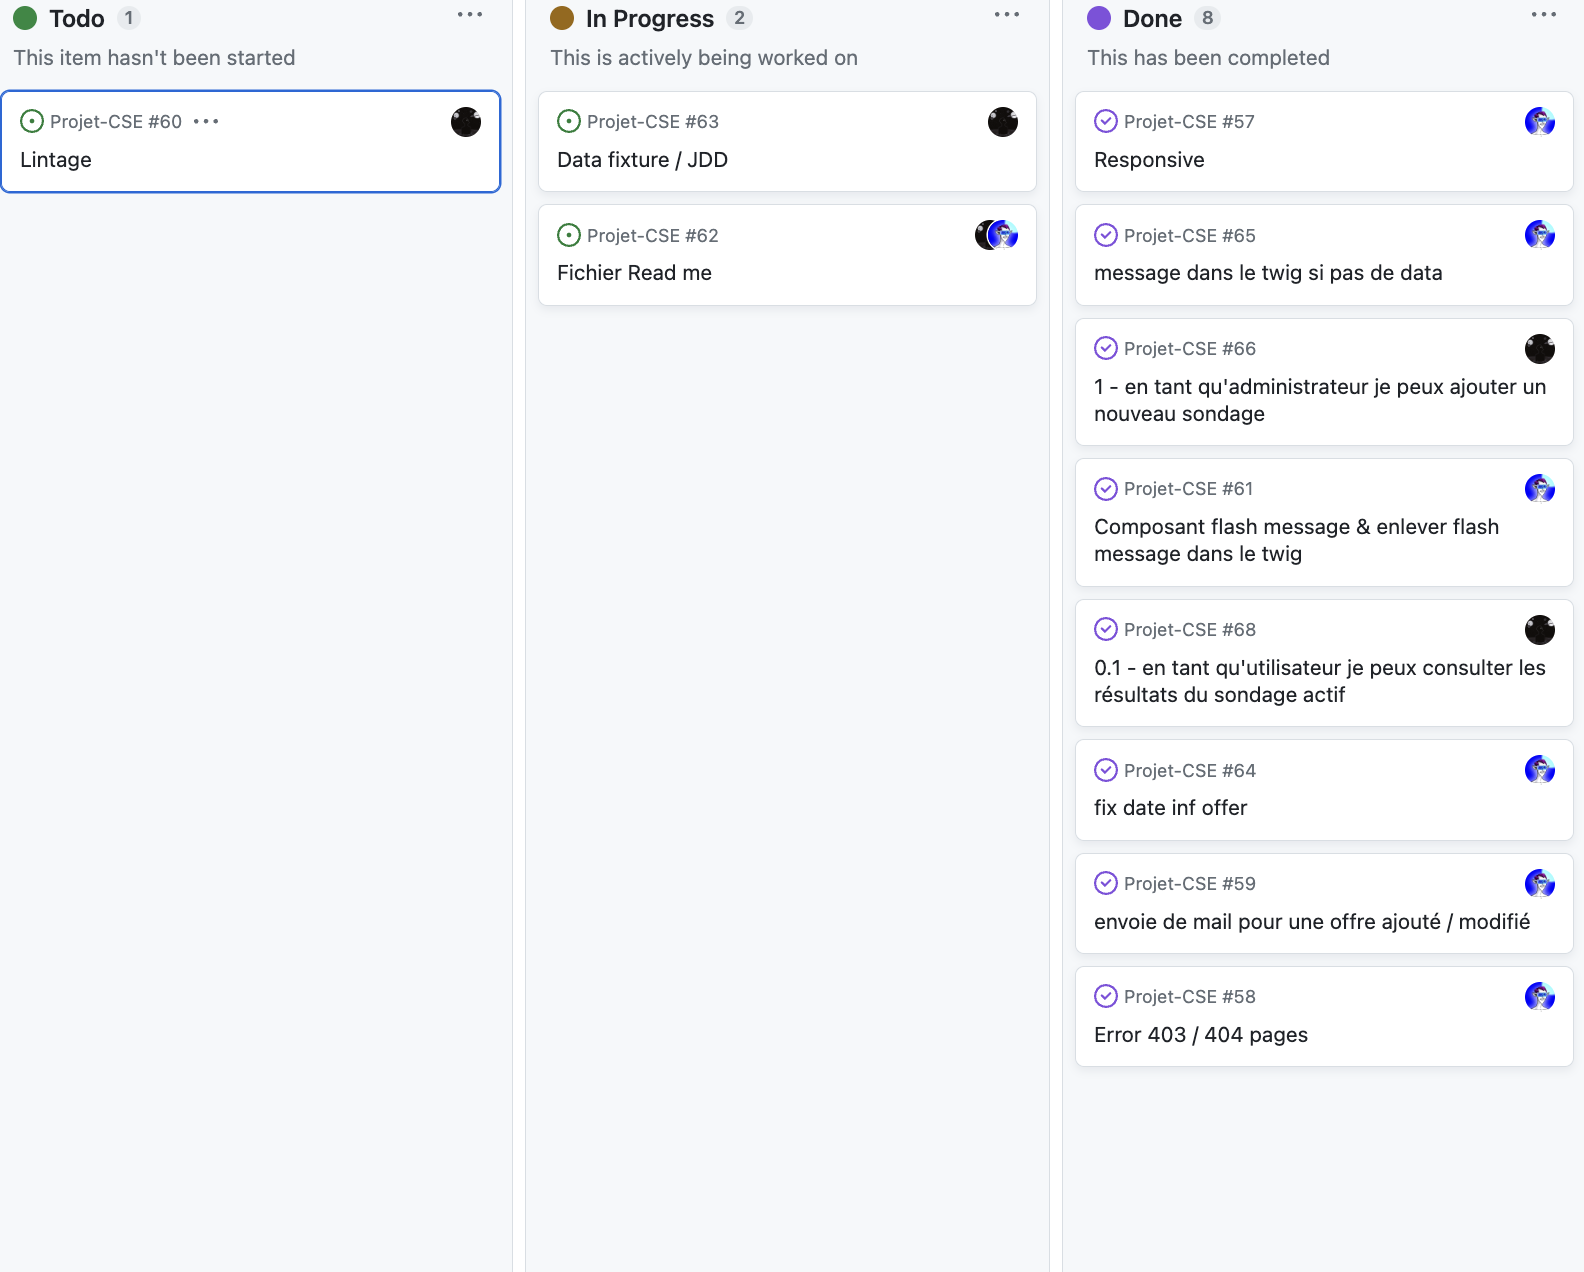 Todo 1
This item hasn't been started
Projet-CSE #60
Lintage
In Progress 2
This is actively being worked on
Projet-CSE #63
Data fixture / JDD
Projet-CSE #62
Fichier Read me
Done 8
This has been completed
Projet-CSE #57
Responsive
Projet-CSE #65
message dans le twig si pas de data
Projet-CSE #66
1 - en tant qu'administrateur je peux ajouter un
nouveau sondage
Projet-CSE #61
Composant flash message & enlever flash
message dans le twig
Projet-CSE #68
0.1 - en tant qu'utilisateur je peux consulter les
résultats du sondage actif
Projet-CSE #64
fix date inf offer
Projet-CSE #59
envoie de mail pour une offre ajouté / modifié
Projet-CSE #58
Error 403 / 404 pages